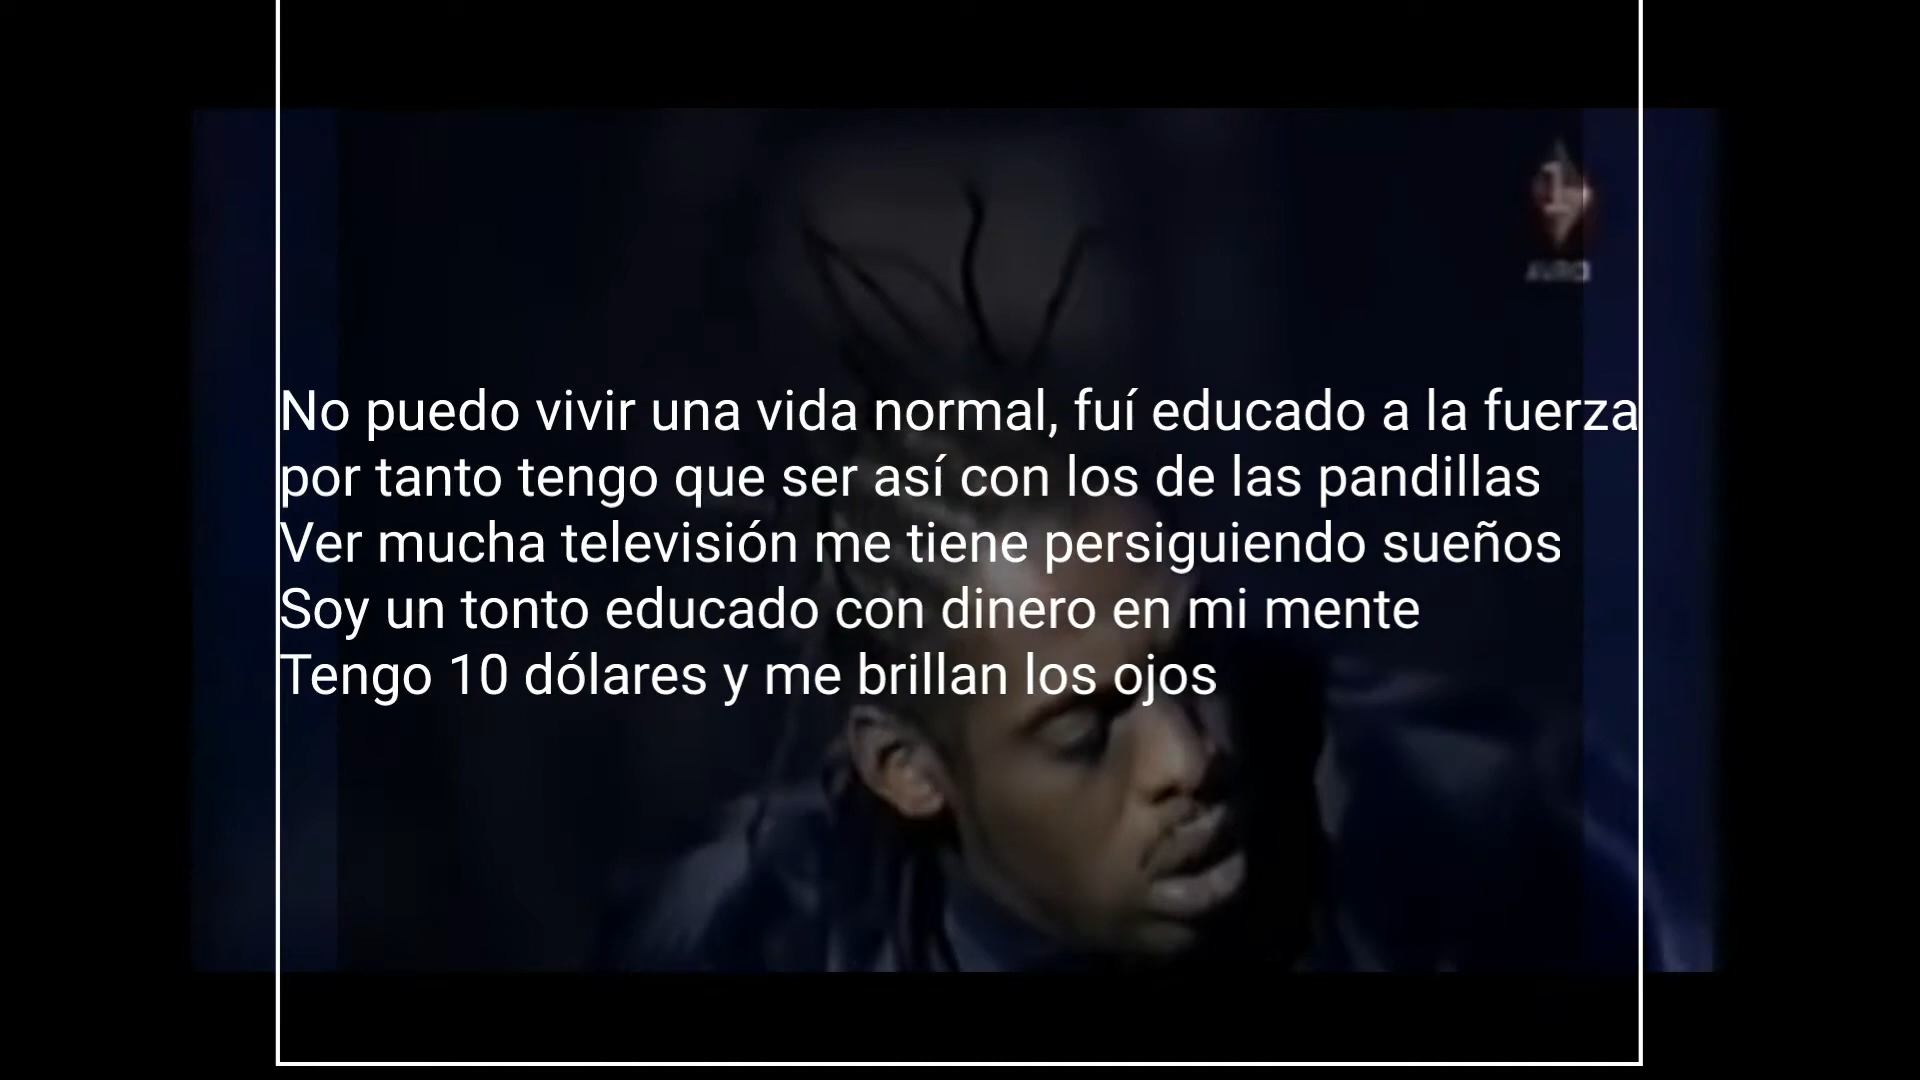 No puedo vivir una vida normal, fuí educado a la fuerza
por tanto tengo que ser así con los de las pandillas
Ver mucha televisión me tiene persiguiendo sueños
Soy un tonto educado con dinero en mi mente
Tengo 10 dólares y me brillan los ojos